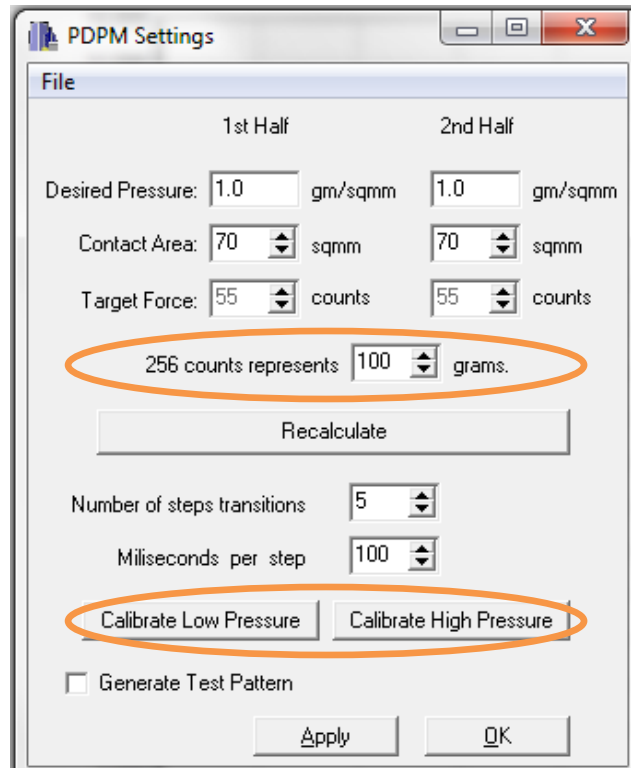 PDPM Settings
File
1st Half 2nd Half
Desired Pressure: 1.0 gm/sqmm 1.0 gm/sqmm
Contact Area: 70 sqmm 70 sqmm
Target Force: 55 counts 55 counts
256 counts represents 100 grams.
Recalculate
Number of steps transitions 5
Miliseconds per step 100
Calibrate Low Pressure Calibrate High Pressure
Generate Test Pattern
Apply OK